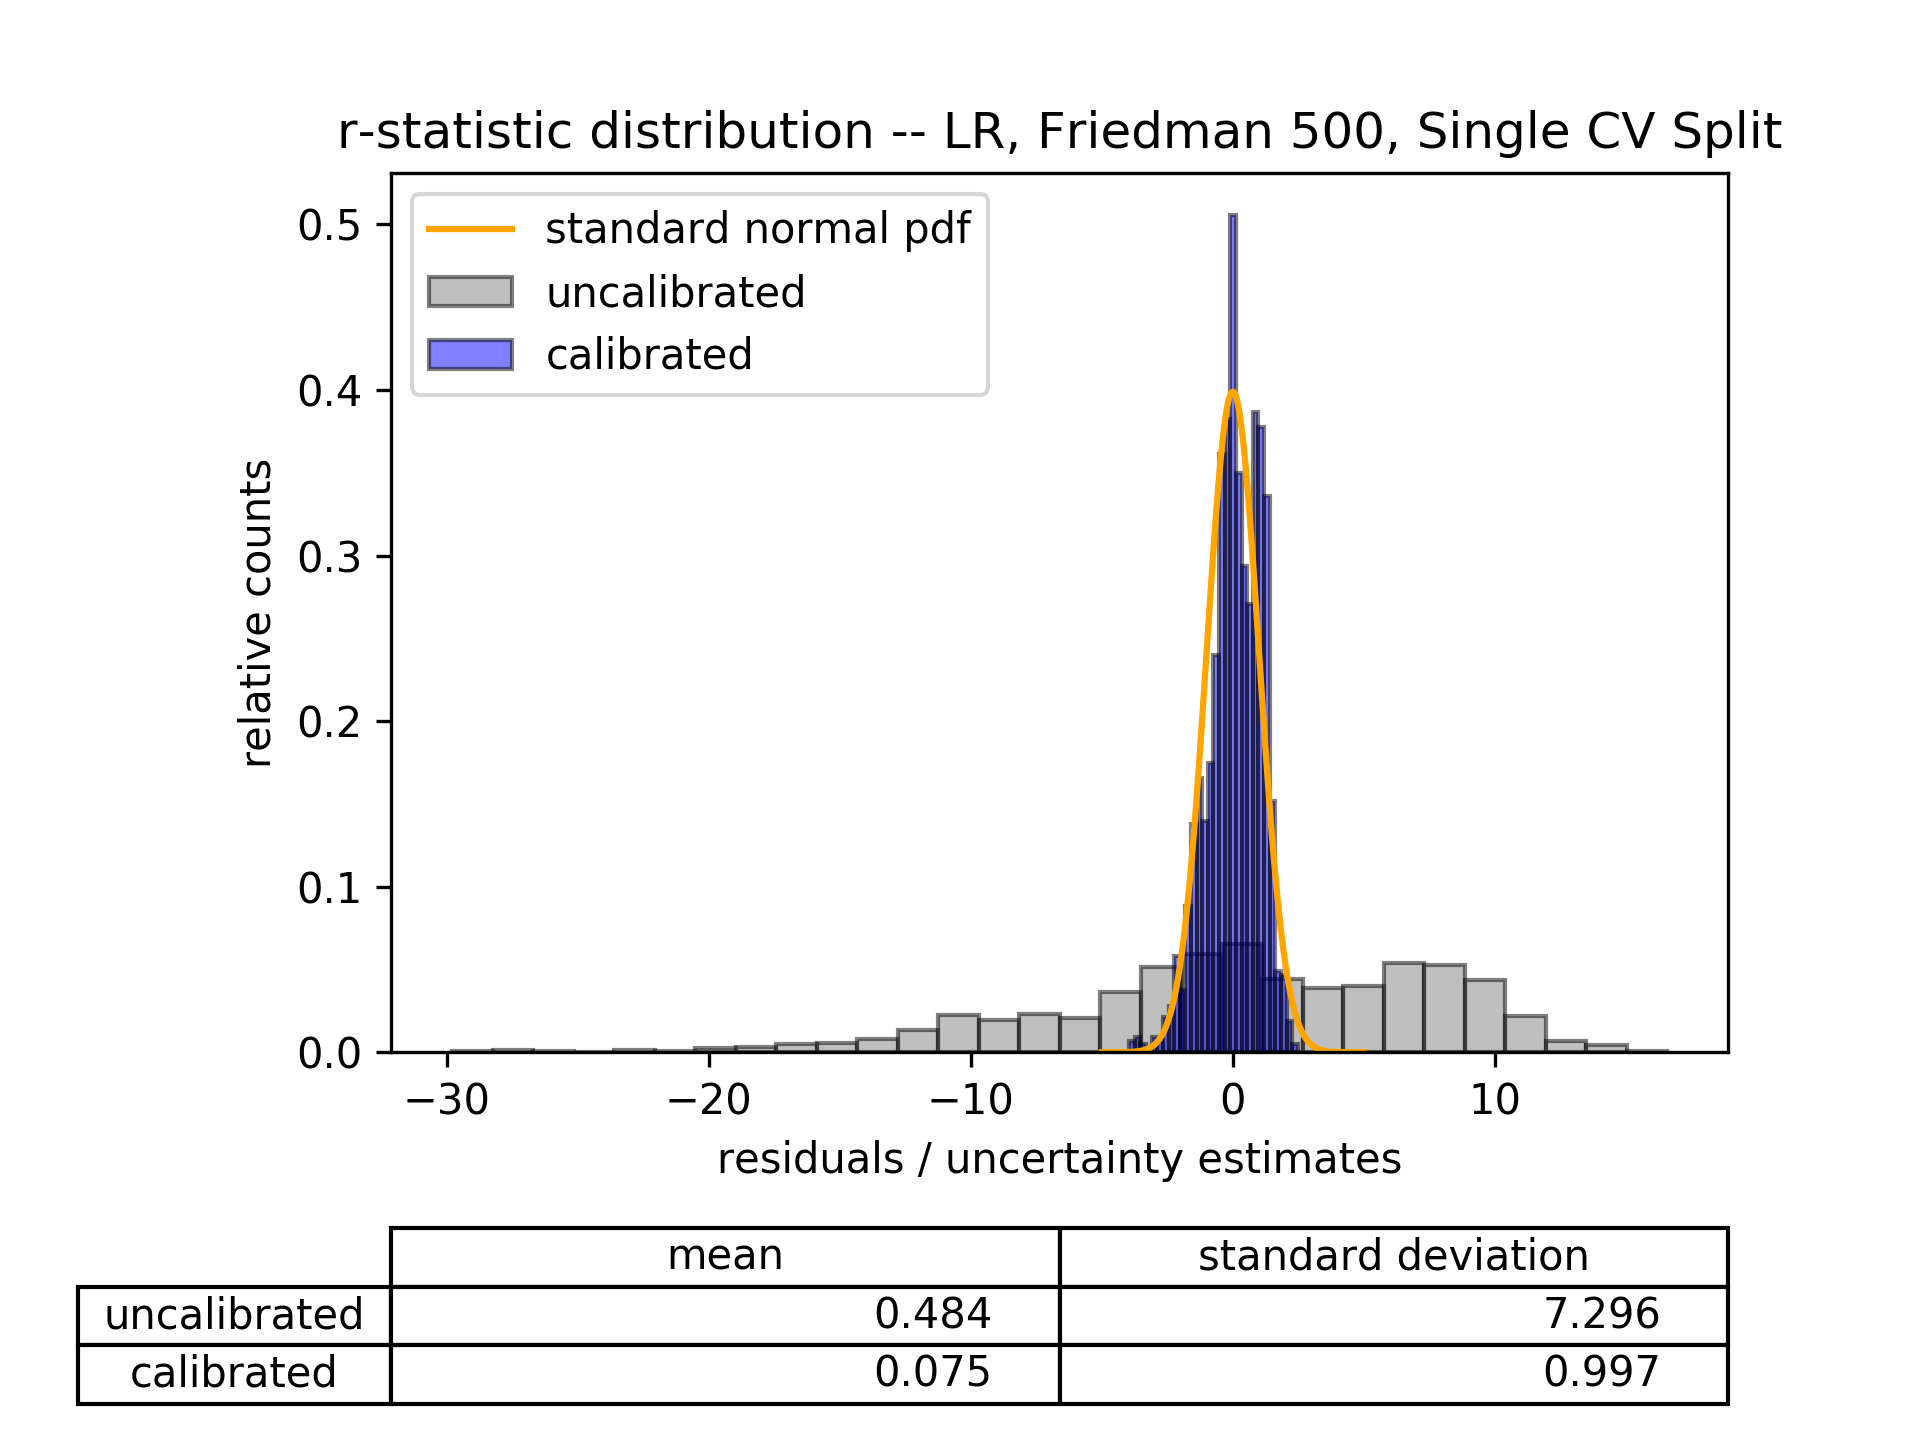 r-statistic distribution -- LR, Friedman 500, Single CV Split
standard normal pdf
uncalibrated
calibrated
0.5
0.4
0.3
0.2
0.1
0.0
relative counts
−30 −20 −10 0 10
residuals / uncertainty estimates
mean standard deviation
uncalibrated 0.484 7.296
calibrated 0.075 0.997